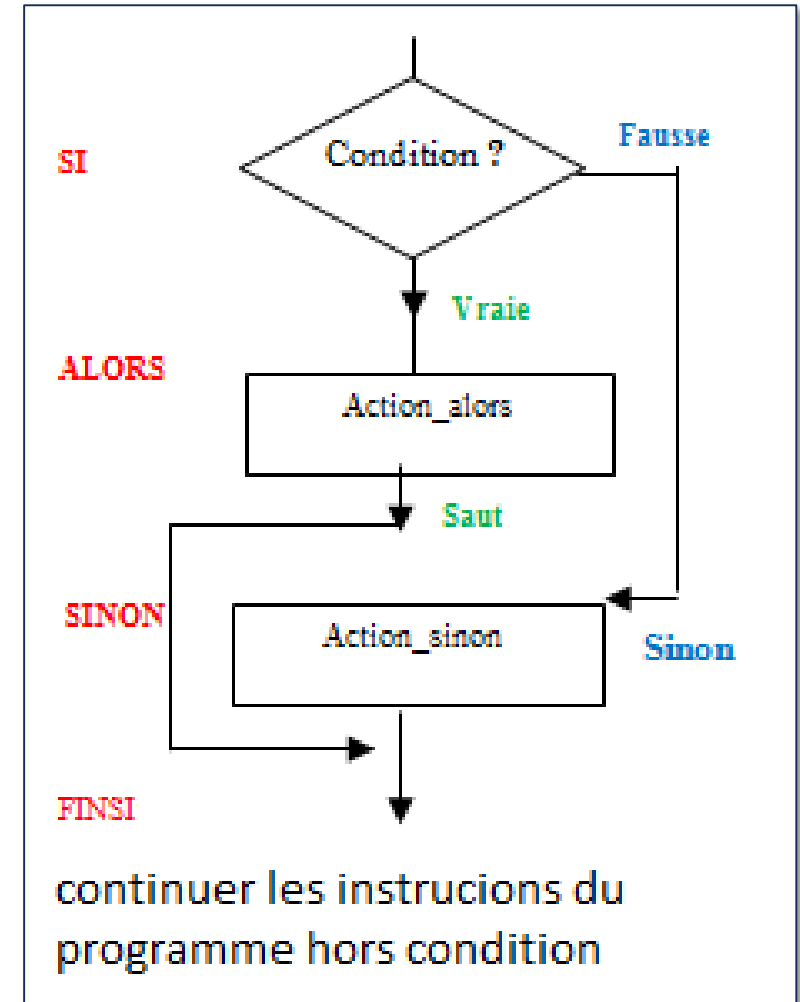 Fausse
SI
Condition ?
Vraie
ALORS
Action_alors
Saut
SINON
Action_sinon
Sinon
FINSI
continuer les instrucions du
programme hors condition